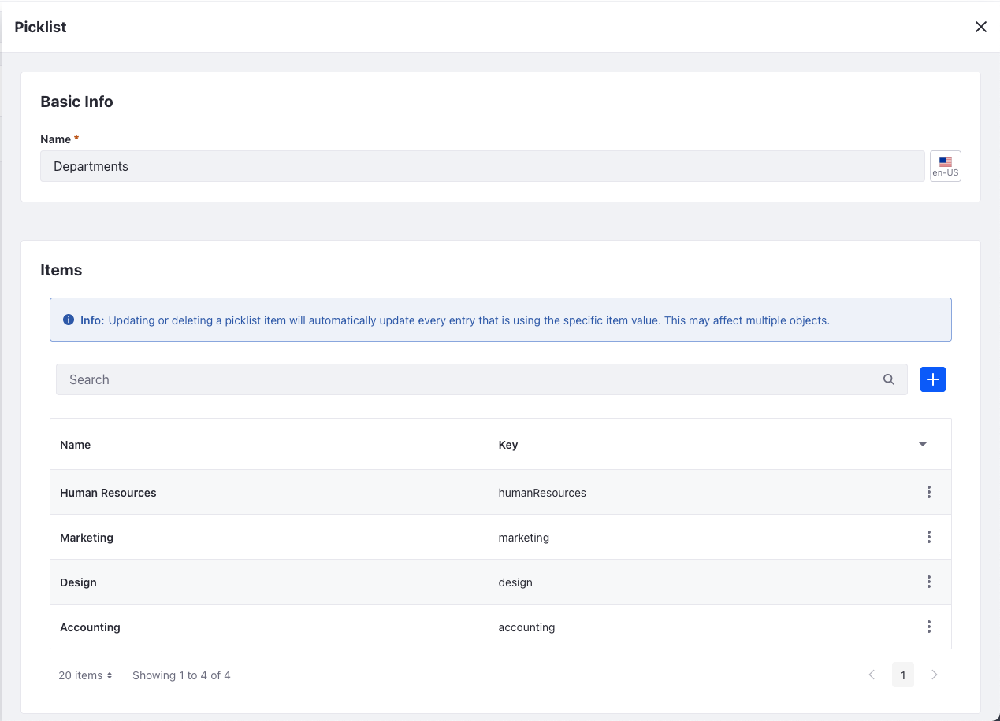 Picklist
Basic Info
Name *
Departments
en-US
Items
Info: Updating or deleting a picklist item will automatically update every entry that is using the specific item value. This may affect multiple objects.
Search
Name Key
Human Resources humanResources
Marketing marketing
Design design
Accounting accounting
20 items Showing 1 to 4 of 4 1